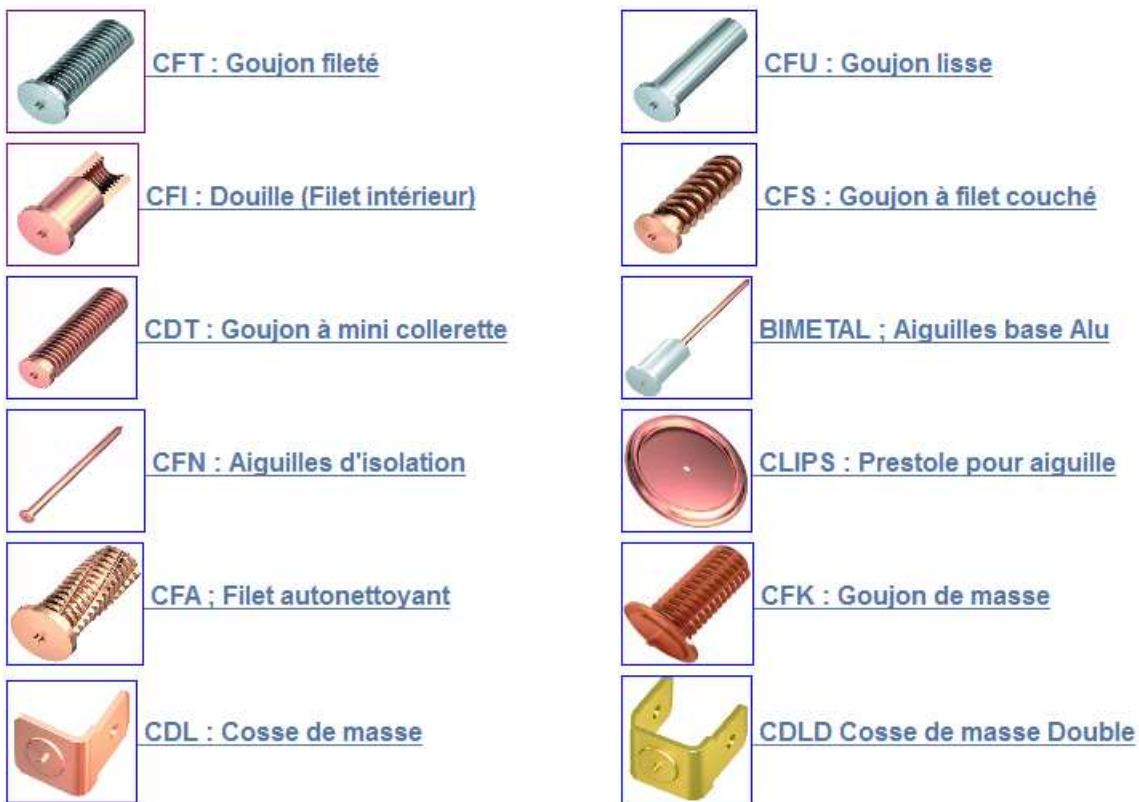 CFT : Goujon fileté
CFU : Goujon lisse
CFI : Douille (Filet intérieur)
CFS : Goujon à filet couché
CDT : Goujon à mini collerette
BIMETAL ; Aiguilles base Alu
CFN : Aiguilles d'isolation
CLIPS : Prestole pour aiguille
CFA ; Filet autonettoyant
CFK : Goujon de masse
CDL : Cosse de masse
CDLD Cosse de masse Double